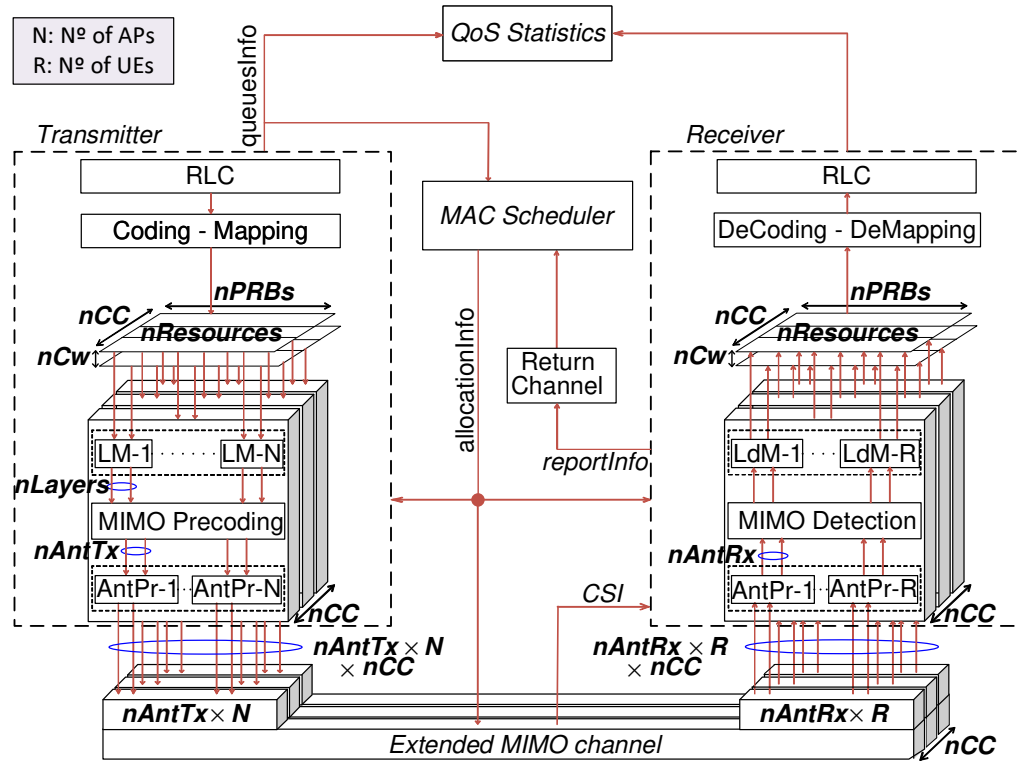 N: Nº of APs
R: Nº of UEs
QoS Statistics
queuesInfo
Transmitter
Receiver
RLC
Coding - Mapping
MAC Scheduler
RLC
DeCoding - DeMapping
nPRBs
nCC
nResources
nCw
allocationInfo
Return
Channel
reportInfo
nPRBs
nCC
nResources
nCw
LM-1 ...... LM-N
nLayers
MIMO Precoding
nAntTx
AntPr-1 ... AntPr-N
nCC
LdM-1 ...... LdM-R
MIMO Detection
nAntRx
AntPr-1 ... AntPr-R
nCC
CSI
nAntTx × N
× nCC
nAntRx × R
× nCC
nAntTx × N
nAntRx × R
Extended MIMO channel
nCC